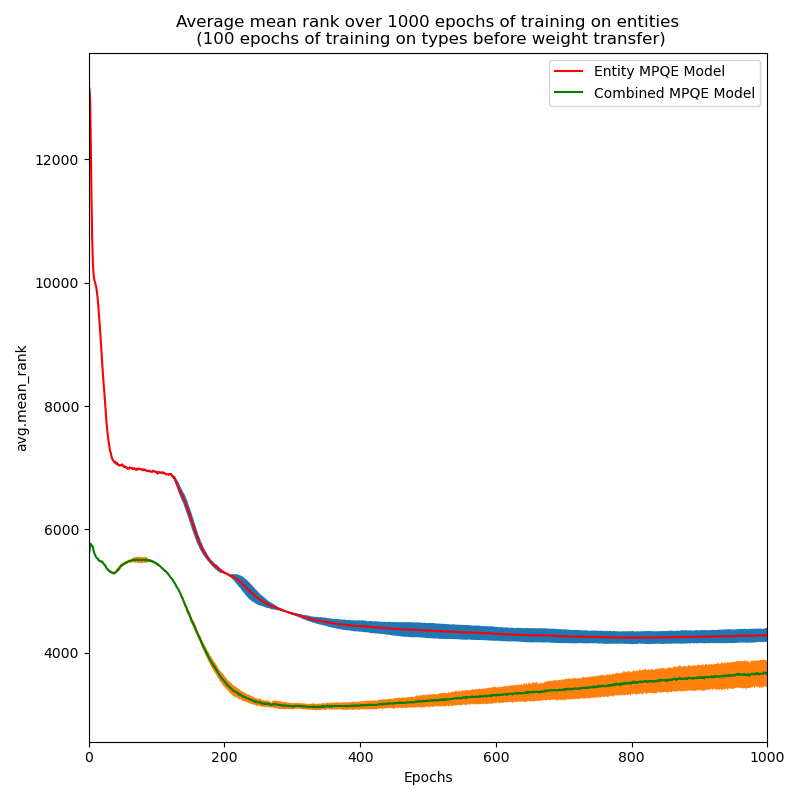 Average mean rank over 1000 epochs of training on entities
(100 epochs of training on types before weight transfer)
Entity MPQE Model
Combined MPQE Model
avg.mean_rank
12000
10000
8000
6000
4000
0
200
400
600
800
1000
Epochs